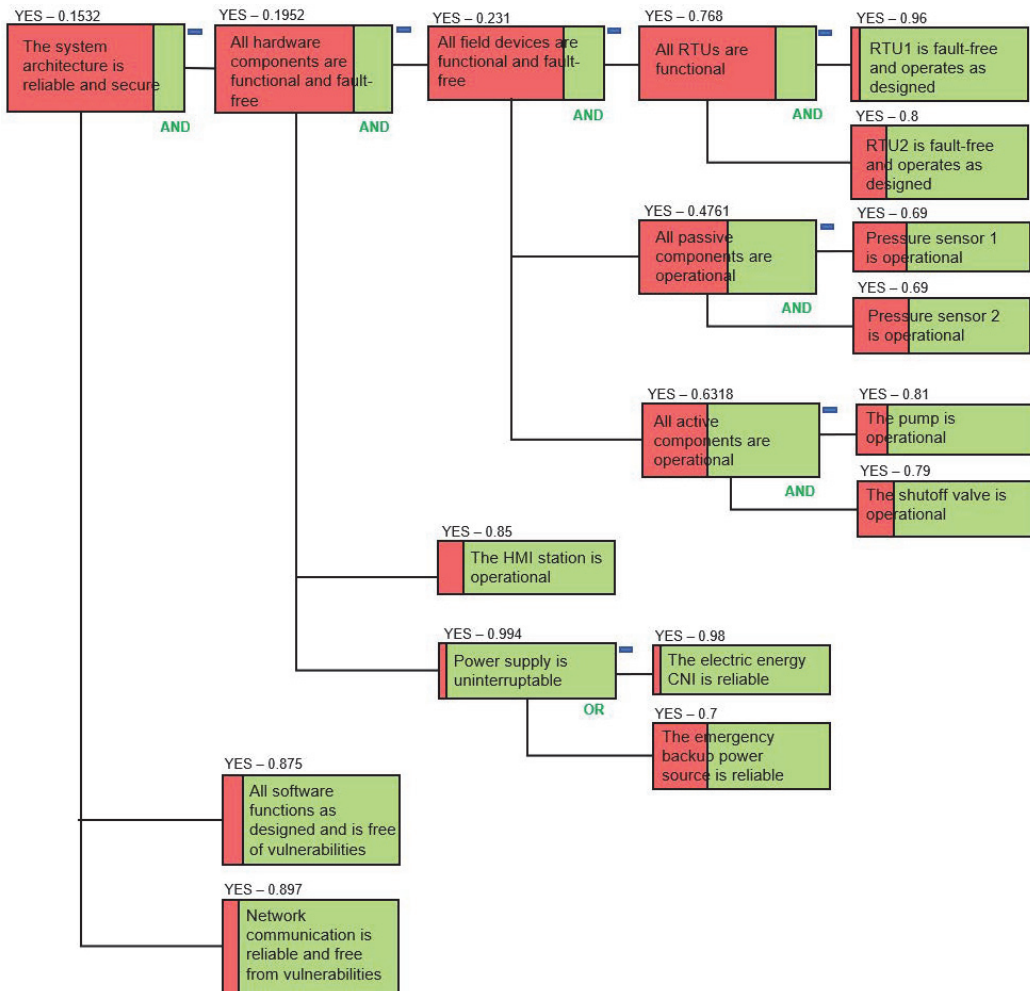 YES – 0.1532
The system
architecture is
reliable and secure
AND
YES – 0.1952
All hardware
components are
functional and fault-
free
AND
YES – 0.231
All field devices are
functional and fault-
free
AND
YES – 0.768
All RTUs are
functional
AND
YES – 0.96
RTU1 is fault-free
and operates as
designed
YES – 0.8
RTU2 is fault-free
and operates as
designed
YES – 0.4761
All passive
components are
operational
AND
YES – 0.69
Pressure sensor 1
is operational
YES – 0.69
Pressure sensor 2
is operational
YES – 0.6318
All active
components are
operational
AND
YES – 0.81
The pump is
operational
YES – 0.79
The shutoff valve is
operational
YES – 0.85
The HMI station is
operational
YES – 0.994
Power supply is
uninterruptable
OR
YES – 0.98
The electric energy
CNI is reliable
YES – 0.7
The emergency
backup power
source is reliable
YES – 0.875
All software
functions as
designed and is free
of vulnerabilities
YES – 0.897
Network
communication is
reliable and free
from vulnerabilities